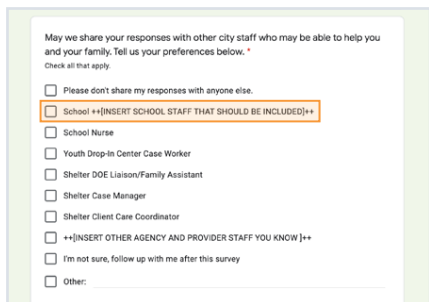 May we share your responses with other city staff who may be able to help you
and your family. Tell us your preferences below. *
Check all that apply.
Please don't share my responses with anyone else.
School ++[INSERT SCHOOL STAFF THAT SHOULD BE INCLUDED]++
School Nurse
Youth Drop-In Center Case Worker
Shelter DOE Liaison/Family Assistant
Shelter Case Manager
Shelter Client Care Coordinator
++[INSERT OTHER AGENCY AND PROVIDER STAFF YOU KNOW ]++
I'm not sure, follow up with me after this survey
Other: